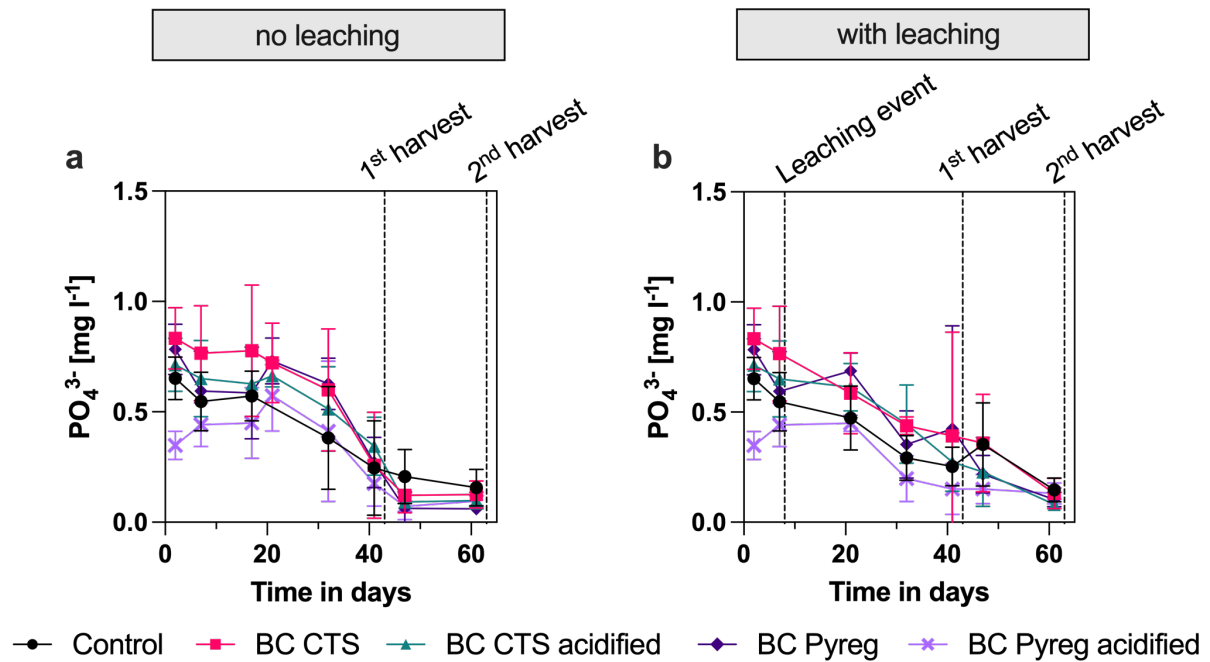 no leaching
with leaching
a
1st harvest
2nd harvest
b
Leaching event
1st harvest
2nd harvest
PO₄³⁻ [mg l⁻¹]
1.5
1.0
0.5
0.0
0 20 40 60
Time in days
PO₄³⁻ [mg l⁻¹]
1.5
1.0
0.5
0.0
0 20 40 60
Time in days
Control BC CTS BC CTS acidified BC Pyreg BC Pyreg acidified